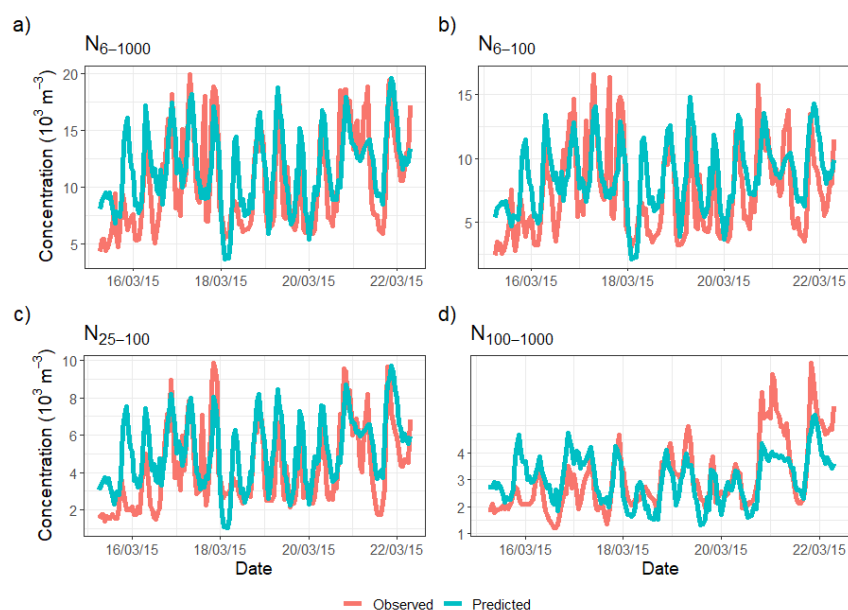 a)
N6–1000
Concentration (10³ m⁻³)
20
15
10
5
16/03/15 18/03/15 20/03/15 22/03/15
b)
N6–100
15
10
5
16/03/15 18/03/15 20/03/15 22/03/15
c)
N25–100
Concentration (10³ m⁻³)
10
8
6
4
2
16/03/15 18/03/15 20/03/15 22/03/15
Date
d)
N100–1000
4
3
2
1
16/03/15 18/03/15 20/03/15 22/03/15
Date
Observed Predicted